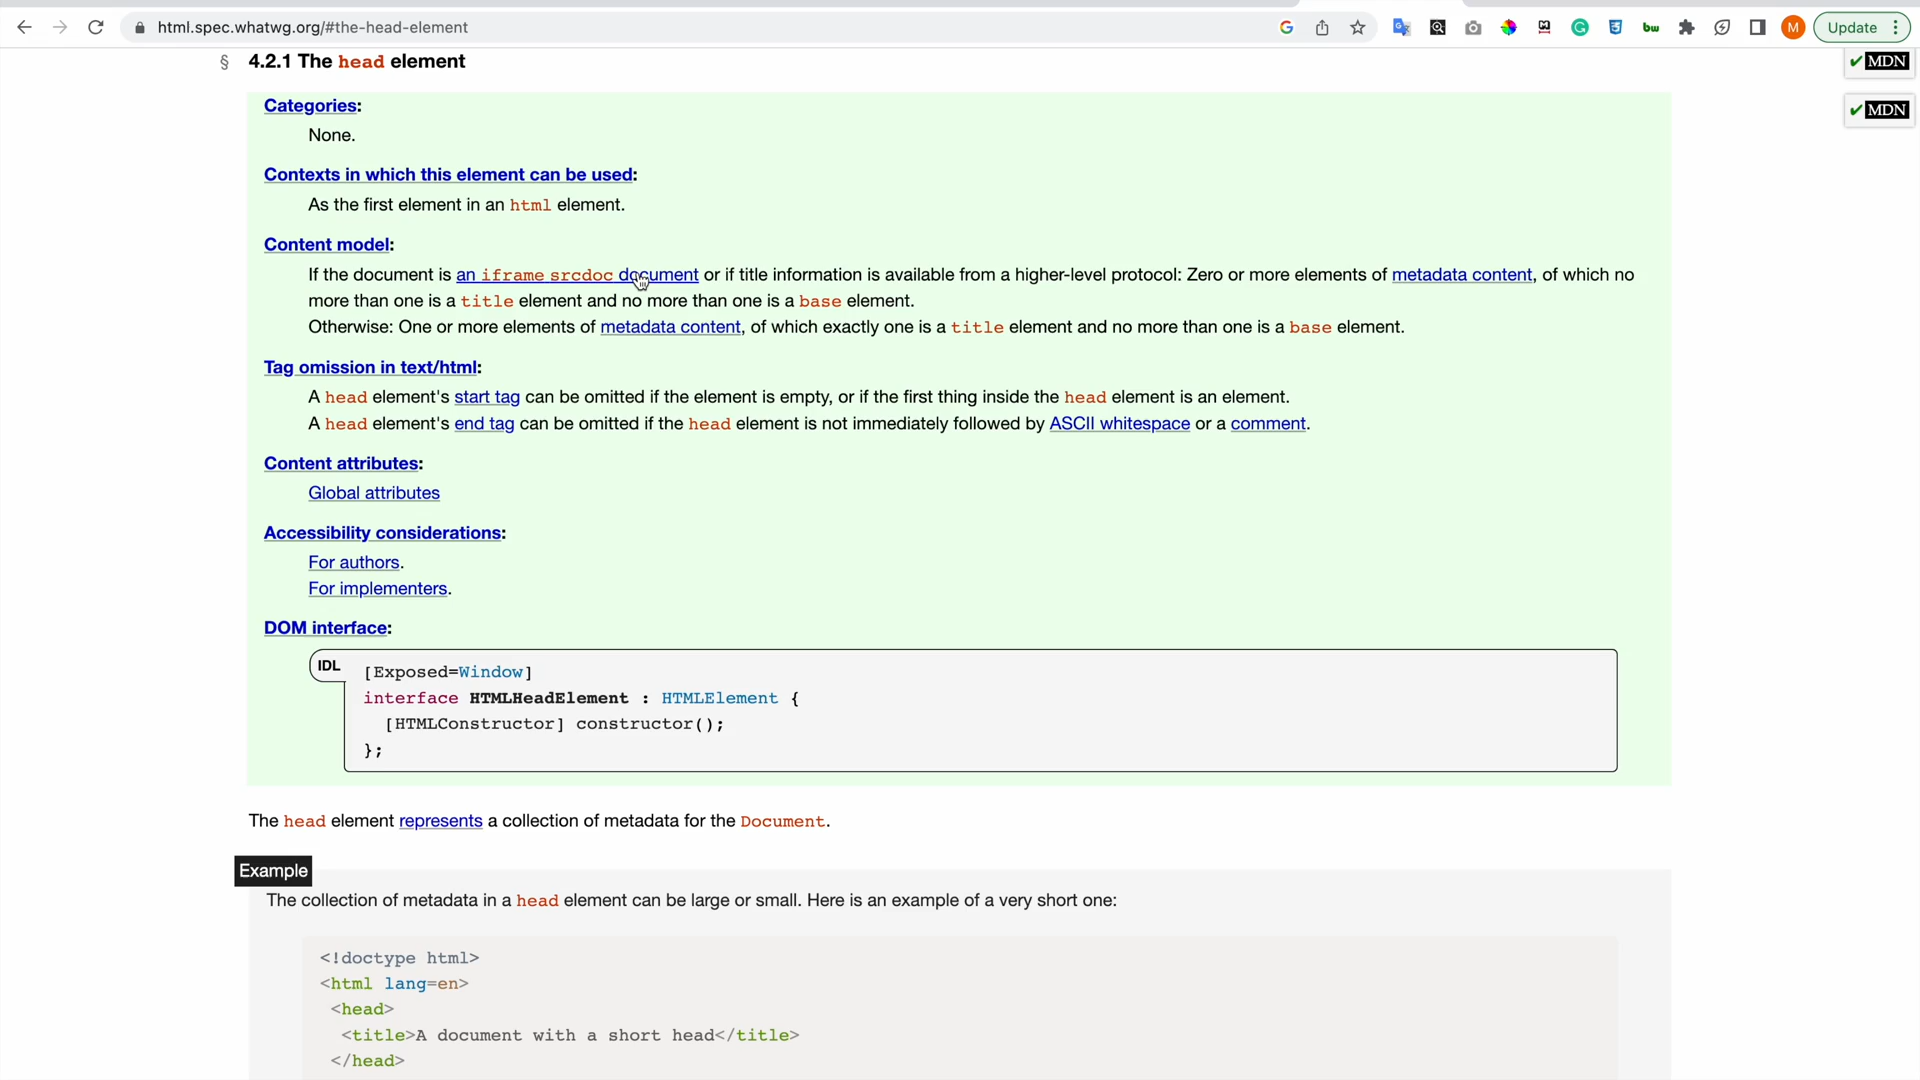 html.spec.whatwg.org/#the-head-element
G
M
Update
§ 4.2.1 The head element
✔ MDN
✔ MDN
Categories:
None.
Contexts in which this element can be used:
As the first element in an html element.
Content model:
If the document is an iframe srcdoc document or if title information is available from a higher-level protocol: Zero or more elements of metadata content, of which no
more than one is a title element and no more than one is a base element.
Otherwise: One or more elements of metadata content, of which exactly one is a title element and no more than one is a base element.
Tag omission in text/html:
A head element's start tag can be omitted if the element is empty, or if the first thing inside the head element is an element.
A head element's end tag can be omitted if the head element is not immediately followed by ASCII whitespace or a comment.
Content attributes:
Global attributes
Accessibility considerations:
For authors.
For implementers.
DOM interface:
IDL
[Exposed=Window]
interface HTMLHeadElement : HTMLElement {
  [HTMLConstructor] constructor();
};
The head element represents a collection of metadata for the Document.
Example
The collection of metadata in a head element can be large or small. Here is an example of a very short one:
<!doctype html>
<html lang=en>
 <head>
  <title>A document with a short head</title>
 </head>